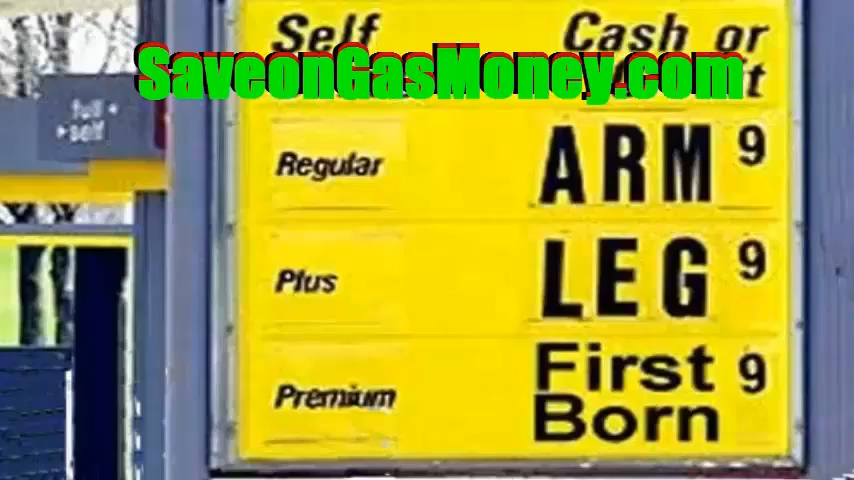 Self Cash or
SaveonGasMoney.com
full
self
Regular ARM 9
Plus LEG 9
Premium First Born 9